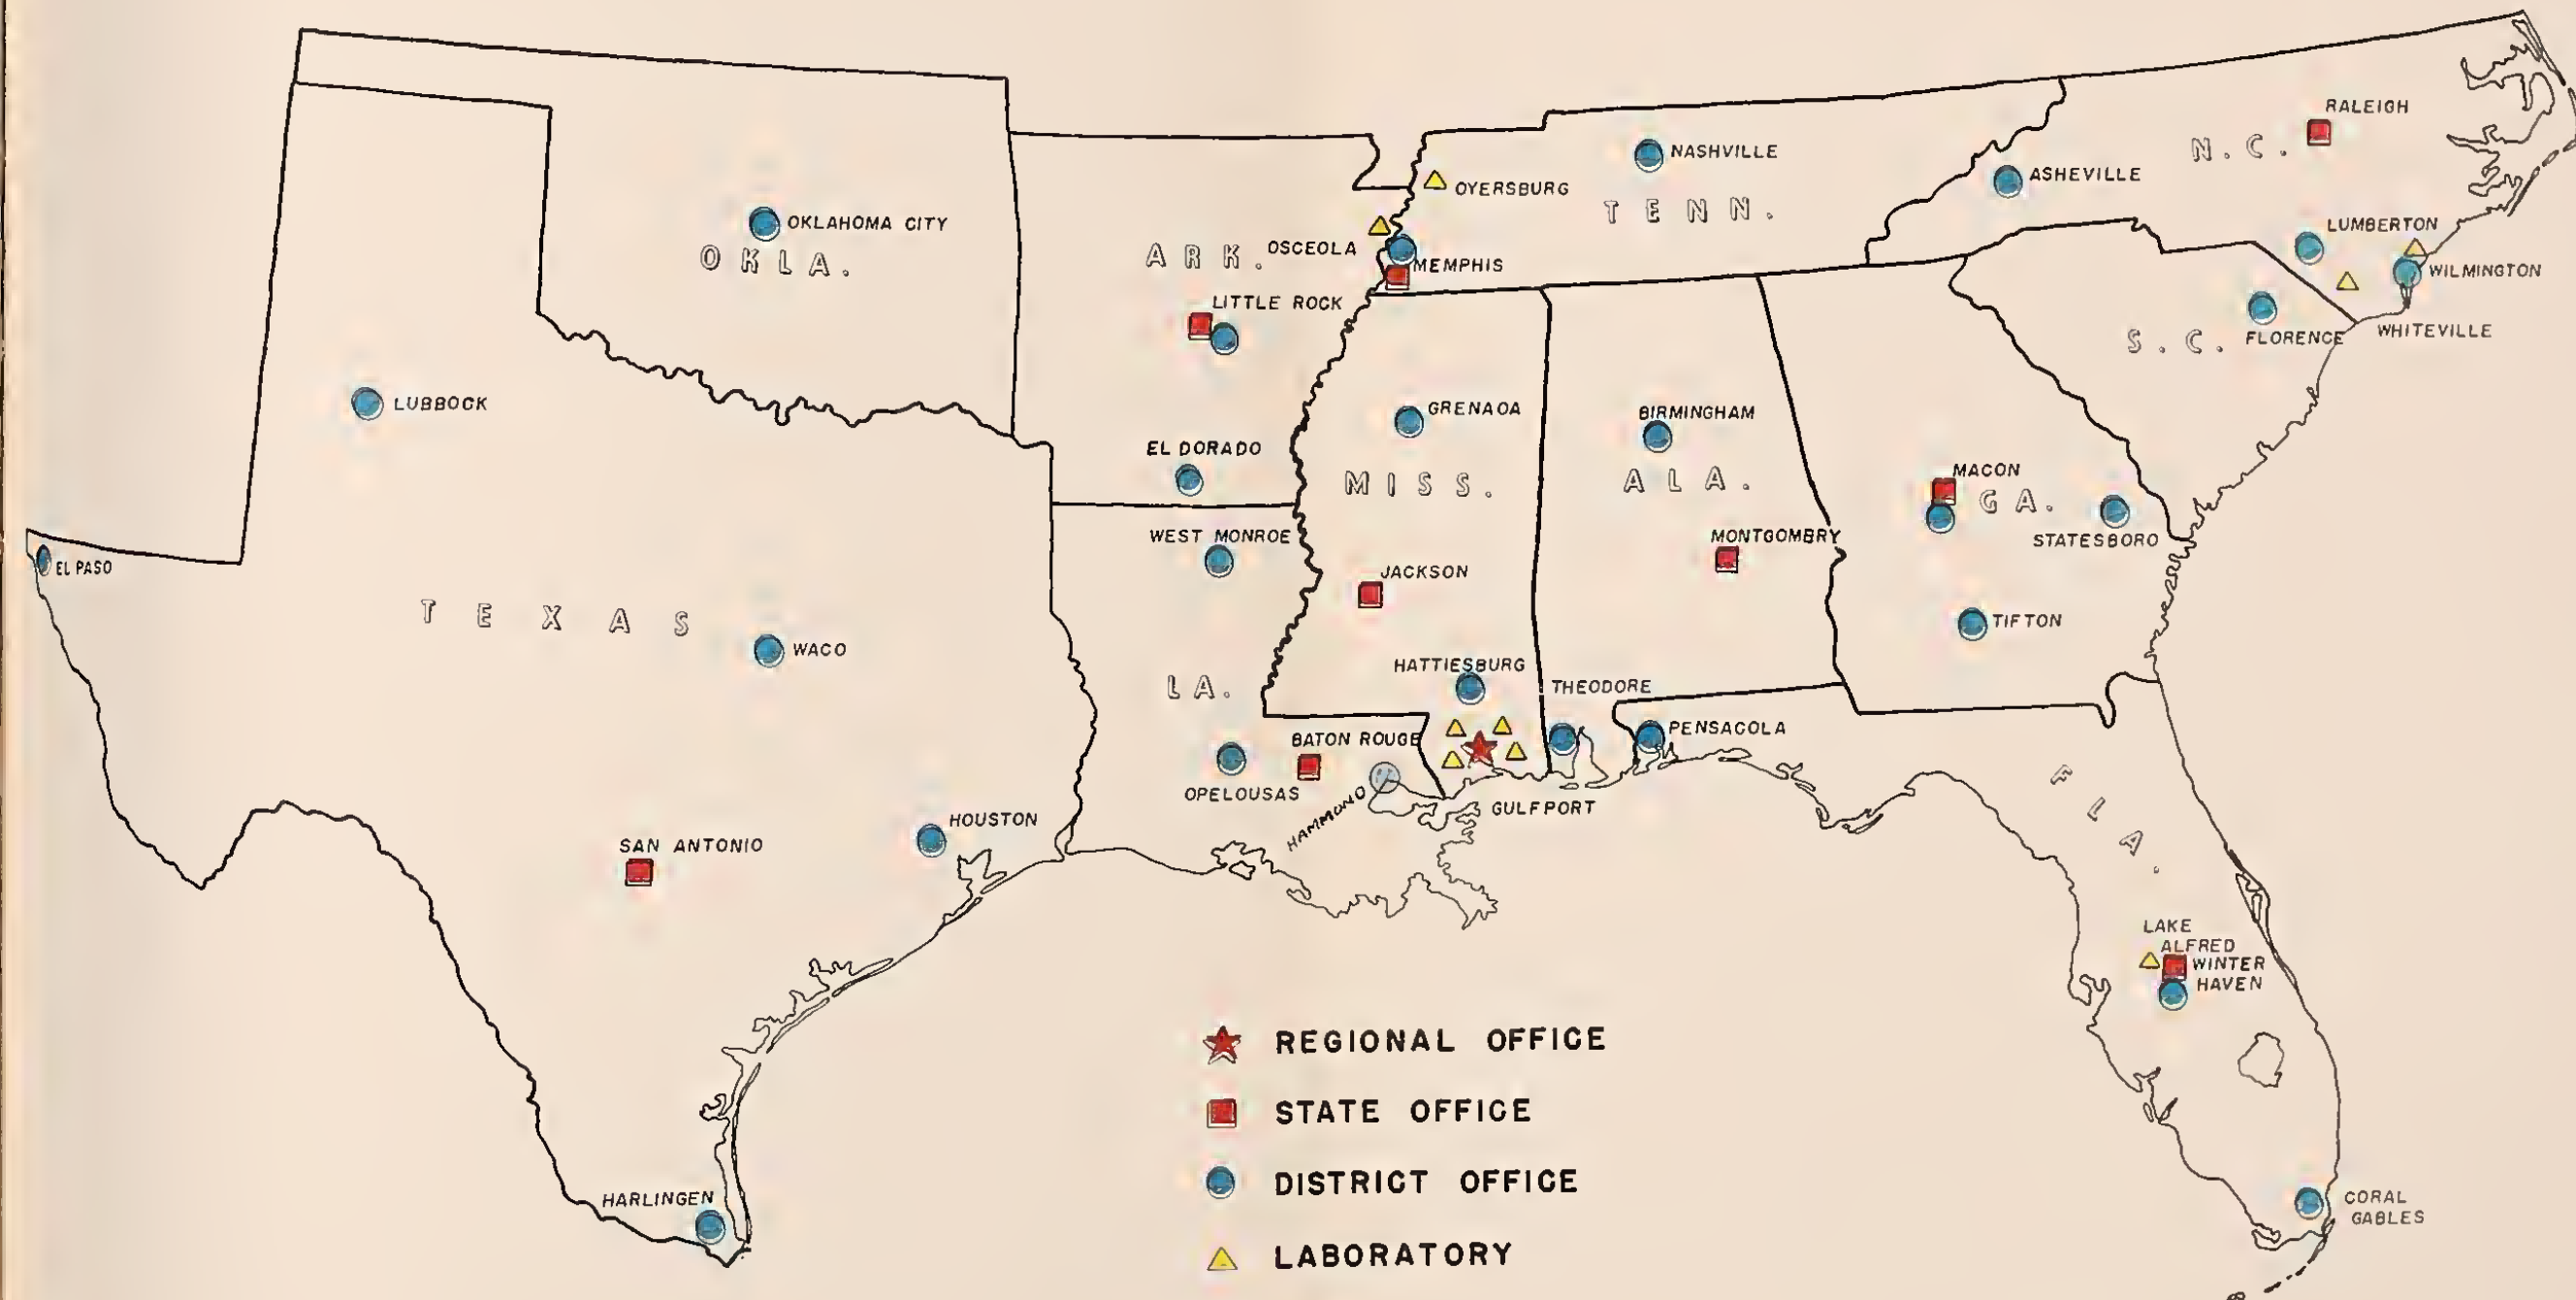 RALEIGH
N.C.
NASHVILLE
ASHEVILLE
OYERSBURG
TENN.
OKLAHOMA CITY
OKLA.
ARK.
OSCEOLA
MEMPHIS
LUMBERTON
WILMINGTON
LITTLE ROCK
WHITEVILLE
FLORENCE
S.C.
LUBBOCK
GRENAOA
BIRMINGHAM
EL DORADO
MACON
GA.
MISS.
ALA.
WEST MONROE
MONTGOMBRY
STATESBORO
EL PASO
JACKSON
TEXAS
WACO
TIFTON
HATTIESBURG
LA.
THEODORE
PENSACOLA
BATON ROUGE
OPELOUSAS
HAMMOND
GULFPORT
FLA.
HOUSTON
SAN ANTONIO
LAKE
ALFRED
WINTER
HAVEN
REGIONAL OFFICE
STATE OFFICE
DISTRICT OFFICE
LABORATORY
HARLINGEN
CORAL
GABLES